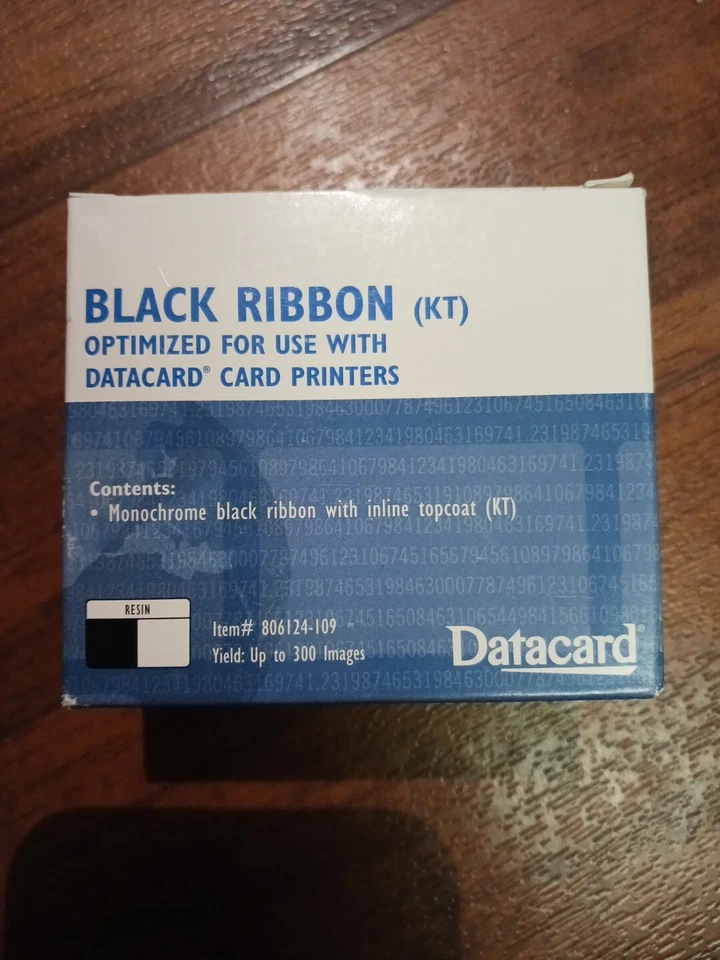 BLACK RIBBON (KT)
OPTIMIZED FOR USE WITH
DATACARD® CARD PRINTERS
Contents:
• Monochrome black ribbon with inline topcoat (KT)
RESIN
Item# 806124-109
Yield: Up to 300 Images
Datacard®